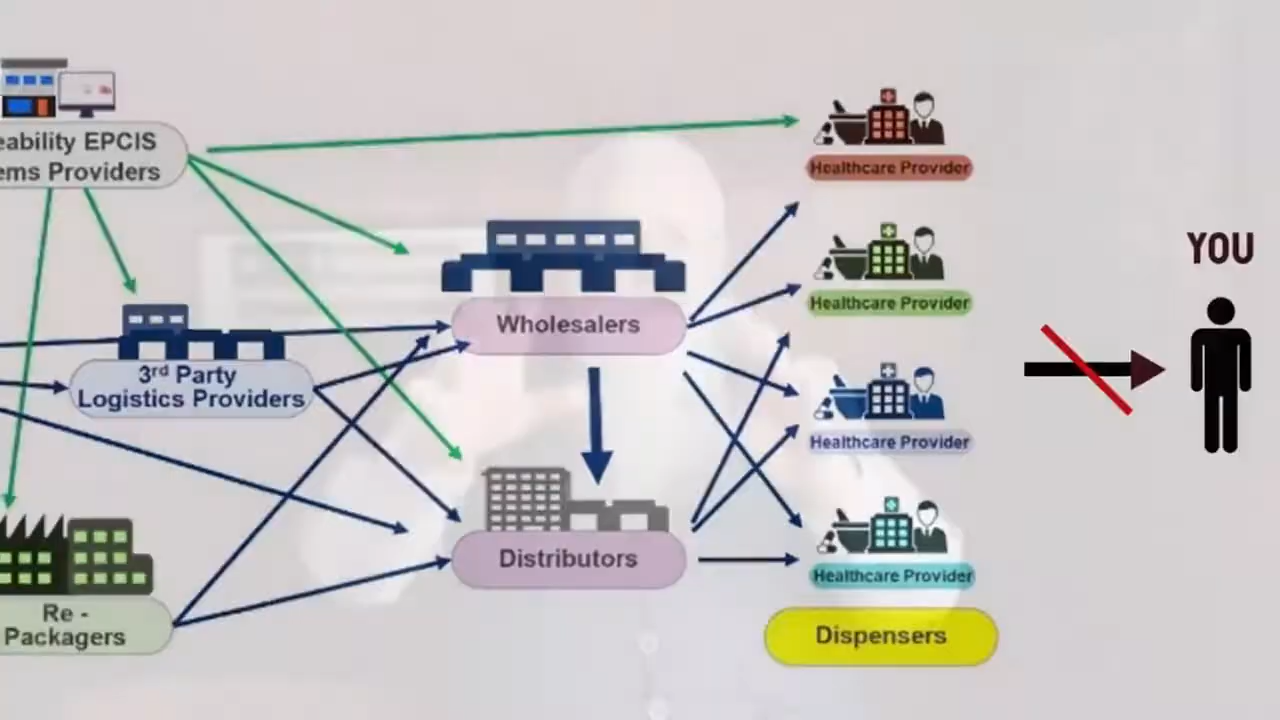 eability EPCIS
ems Providers
Healthcare Provider
YOU
Healthcare Provider
Wholesalers
3rd Party
Logistics Providers
Healthcare Provider
Distributors
Healthcare Provider
Re -
Packagers
Dispensers